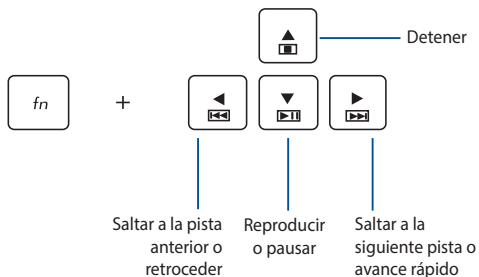 Detener
fn +
Saltar a la pista
anterior o
retroceder
Reproducir
o pausar
Saltar a la
siguiente pista o
avance rápido